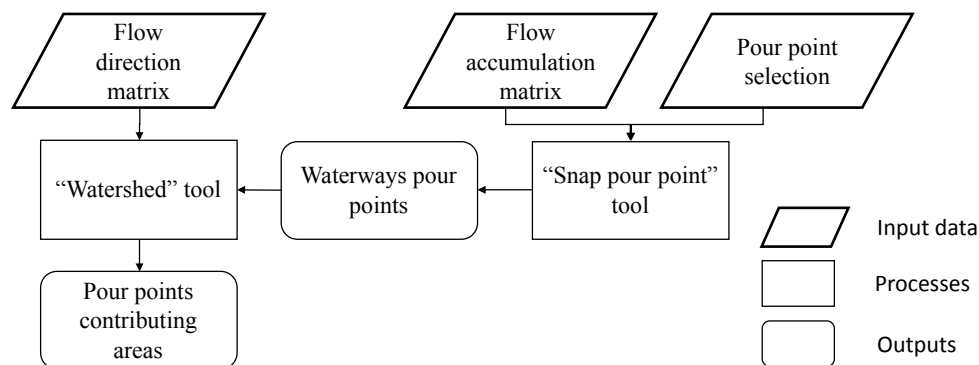 Flow
direction
matrix
Flow
accumulation
matrix
Pour point
selection
“Watershed” tool
Waterways pour
points
“Snap pour point”
tool
Pour points
contributing
areas
Input data
Processes
Outputs